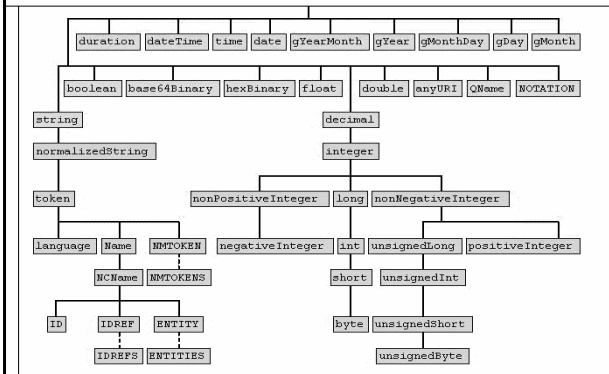 duration dateTime time date gYearMonth gYear gMonthDay gDay gMonth
boolean base64Binary hexBinary float double anyURI QName NOTATION
string decimal
normalizedString integer
token nonPositiveInteger long nonNegativeInteger
language Name NMTOKEN negativeInteger int unsignedLong positiveInteger
NCName NMTOKENS short unsignedInt
ID IDREF ENTITY byte unsignedShort
IDREFS ENTITIES unsignedByte